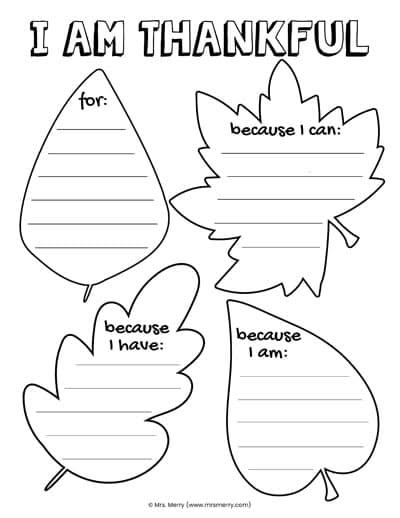 I AM THANKFUL
for:
because I can:
because
I have:
because
I am:
© Mrs. Merry (www.mrsmerry.com)